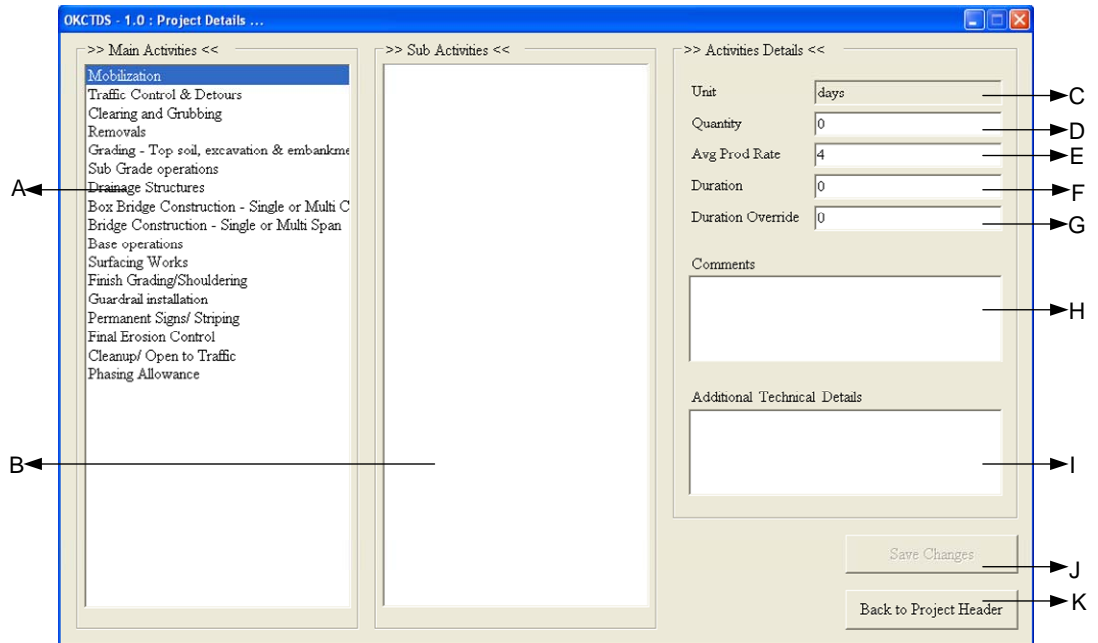 OKCTDS - 1.0 : Project Details ...
>> Main Activities <<
Mobilization
Traffic Control & Detours
Clearing and Grubbing
Removals
Grading - Top soil, excavation & embankme
Sub Grade operations
Drainage Structures
Box Bridge Construction - Single or Multi C
Bridge Construction - Single or Multi Span
Base operations
Surfacing Works
Finish Grading/Shouldering
Guardrail installation
Permanent Signs/ Striping
Final Erosion Control
Cleanup/ Open to Traffic
Phasing Allowance
A
B
>> Sub Activities <<
>> Activities Details <<
Unit days C
Quantity 0 D
Avg Prod Rate 4 E
Duration 0 F
Duration Override 0 G
Comments
H
Additional Technical Details
I
Save Changes J
Back to Project Header K